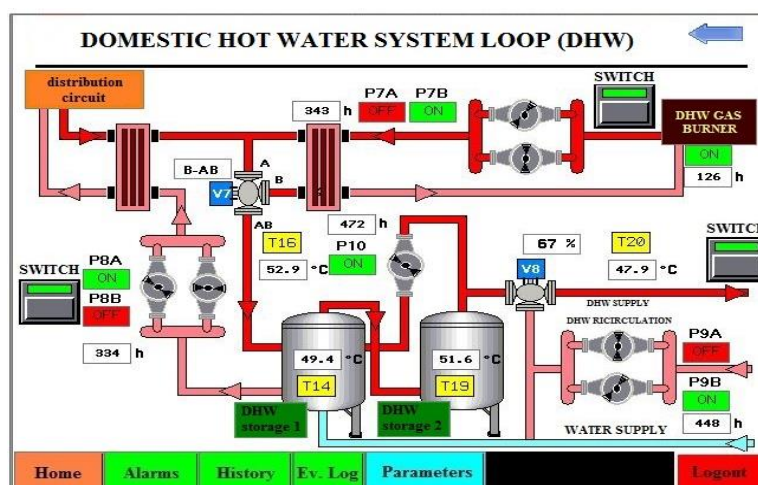 DOMESTIC HOT WATER SYSTEM LOOP (DHW)
distribution
circuit
P7A P7B
SWITCH
343 h
OFF ON
DHW GAS
BURNER
ON
126 h
B-AB
A
V7
B
AB
472 h
T16
P10
ON
52.9 °C
67 %
T20
V8
47.9 °C
SWITCH
DHW SUPPLY
SWITCH
P8A
ON
P8B
OFF
334 h
DHW RICIRCULATION
P9A
OFF
P9B
ON
448 h
49.4 °C
T14
51.6 °C
T19
DHW
storage 1
DHW
storage 2
WATER SUPPLY
Home Alarms History Ev. Log Parameters Logout